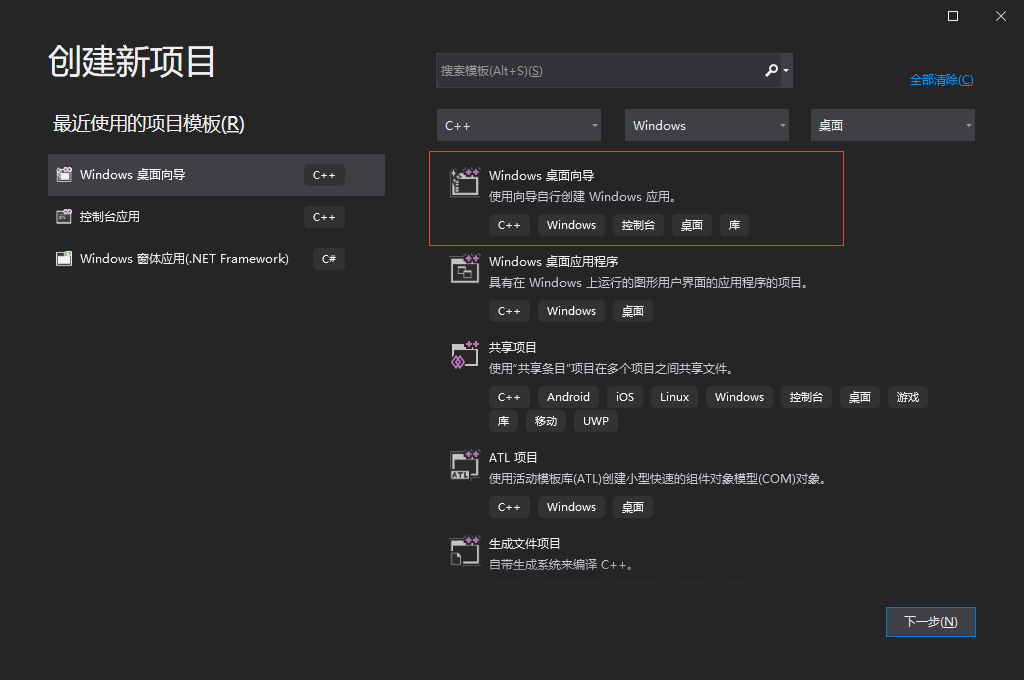 创建新项目
最近使用的项目模板(R)
Windows 桌面向导 C++
控制台应用 C++
Windows 窗体应用(.NET Framework) C#
搜索模板(Alt+S)(S)
全部清除(C)
C++ Windows 桌面
Windows 桌面向导
使用向导自行创建 Windows 应用。
C++ Windows 控制台 桌面 库
Windows 桌面应用程序
具有在 Windows 上运行的图形用户界面的应用程序的项目。
C++ Windows 桌面
共享项目
使用“共享条目”项目在多个项目之间共享文件。
C++ Android iOS Linux Windows 控制台 桌面 游戏
库 移动 UWP
ATL 项目
使用活动模板库(ATL)创建小型快速的组件对象模型(COM)对象。
C++ Windows 桌面
生成文件项目
自带生成系统来编译 C++。
下一步(N)